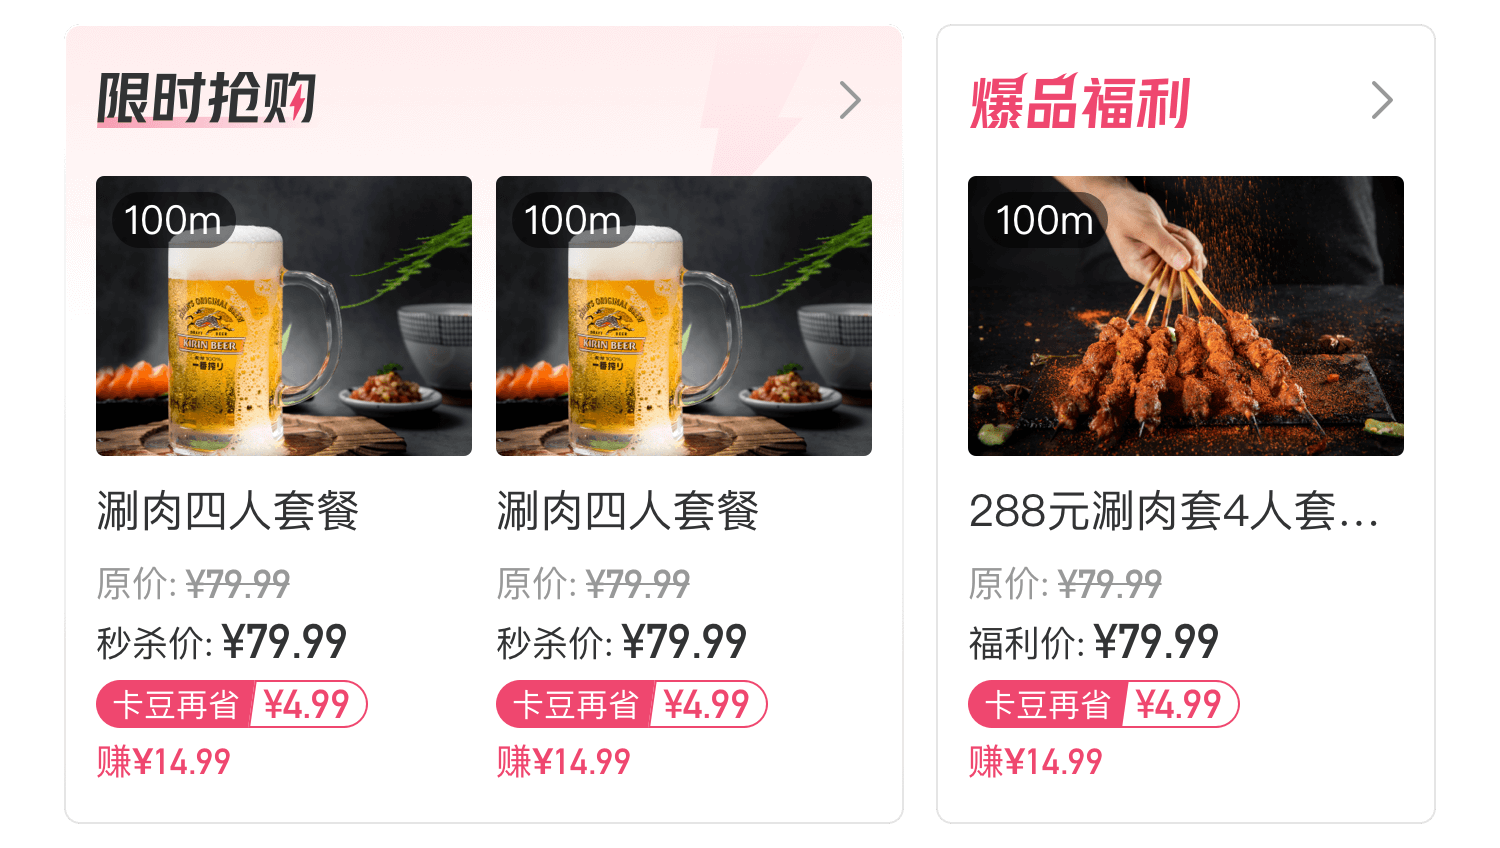 限时抢购
100m
KIRIN BEER
一番搾り
涮肉四人套餐
原价: ¥79.99
秒杀价: ¥79.99
卡豆再省 ¥4.99
赚¥14.99
100m
KIRIN BEER
一番搾り
涮肉四人套餐
原价: ¥79.99
秒杀价: ¥79.99
卡豆再省 ¥4.99
赚¥14.99
爆品福利
100m
288元涮肉套4人套...
原价: ¥79.99
福利价: ¥79.99
卡豆再省 ¥4.99
赚¥14.99